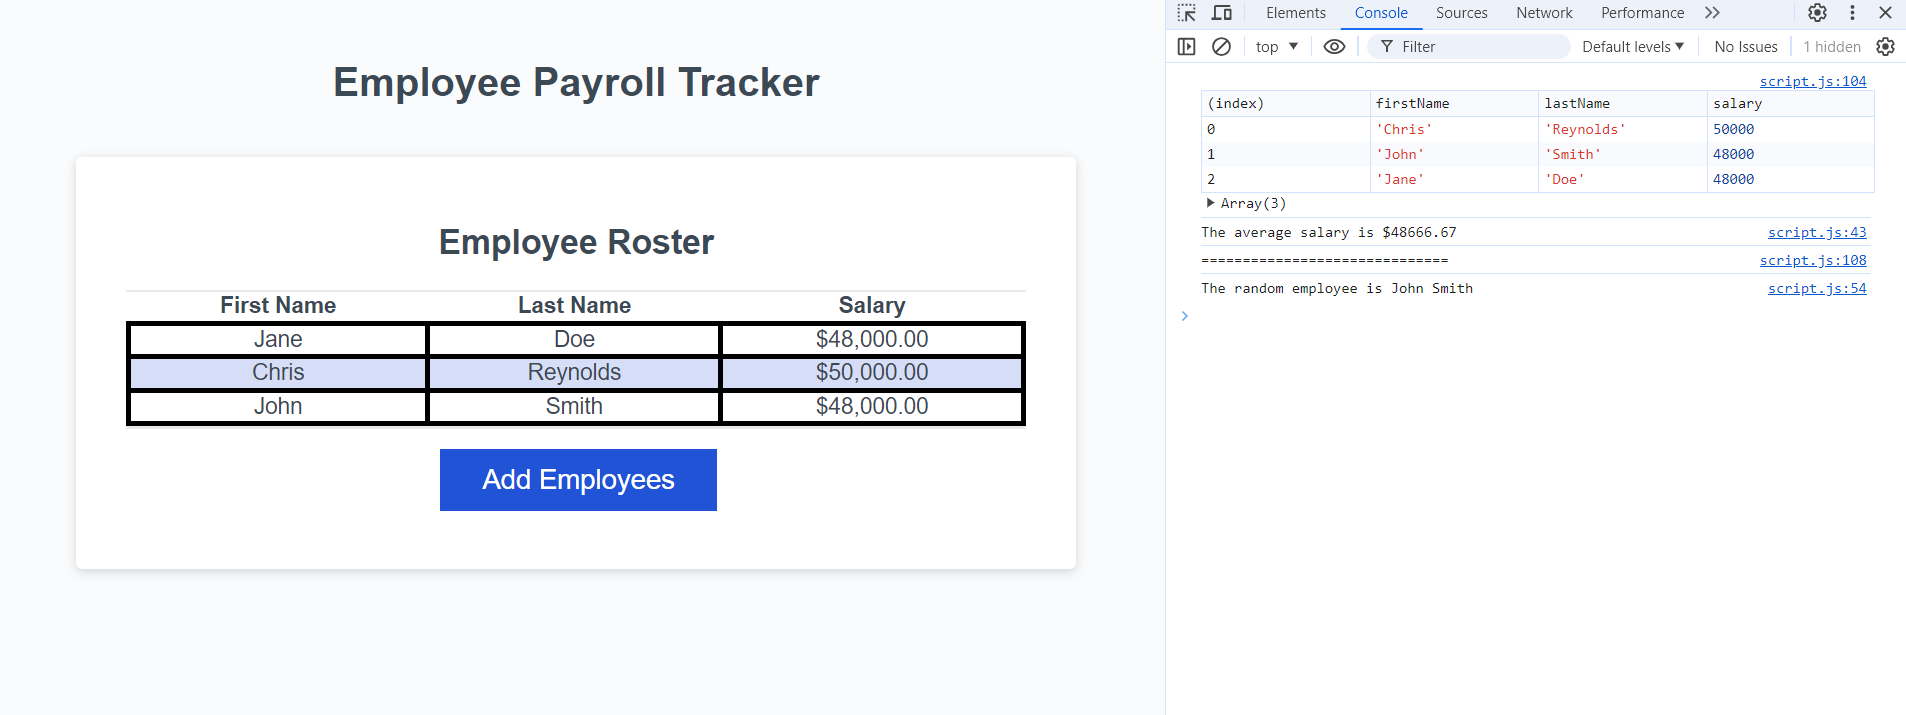 Employee Payroll Tracker
Employee Roster
First Name Last Name Salary
Jane Doe $48,000.00
Chris Reynolds $50,000.00
John Smith $48,000.00
Add Employees
Elements Console Sources Network Performance
top Filter Default levels No Issues 1 hidden
script.js:104
(index) firstName lastName salary
0 'Chris' 'Reynolds' 50000
1 'John' 'Smith' 48000
2 'Jane' 'Doe' 48000
Array(3)
The average salary is $48666.67 script.js:43
============================== script.js:108
The random employee is John Smith script.js:54